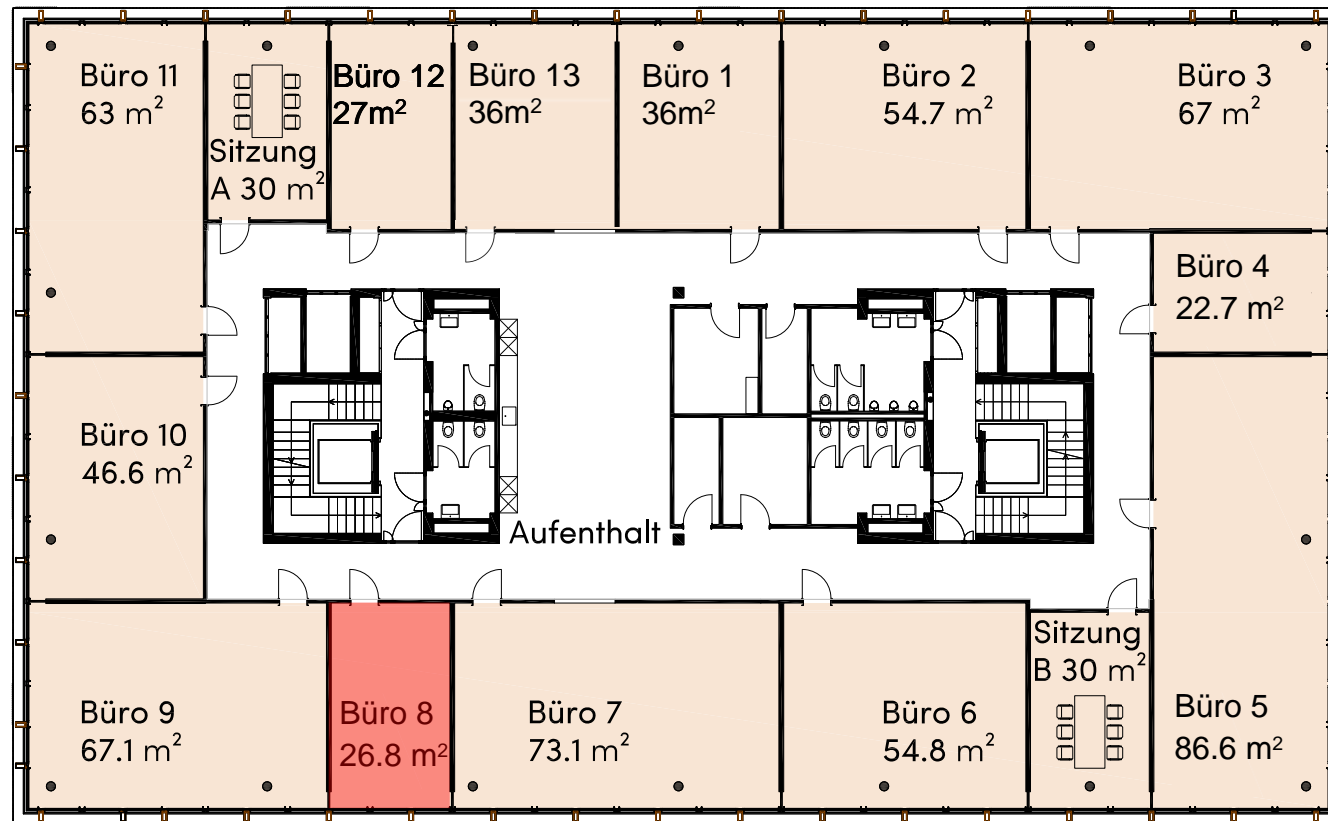 Büro 11
63 m²
Sitzung
A 30 m²
Büro 12
27m²
Büro 13
36m²
Büro 1
36m²
Büro 2
54.7 m²
Büro 3
67 m²
Büro 4
22.7 m²
Büro 10
46.6 m²
Aufenthalt
Büro 9
67.1 m²
Büro 8
26.8 m²
Büro 7
73.1 m²
Büro 6
54.8 m²
Sitzung
B 30 m²
Büro 5
86.6 m²